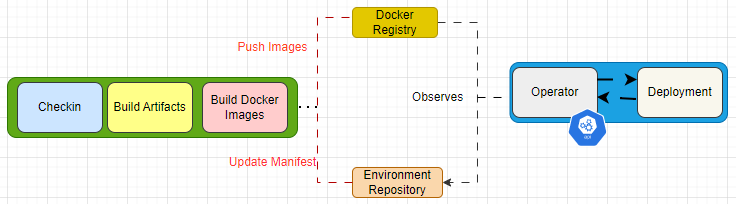 Docker
Registry
Push Images
Checkin
Build Artifacts
Build Docker
Images
Observes
Operator
Deployment
Update Manifest
Environment
Repository